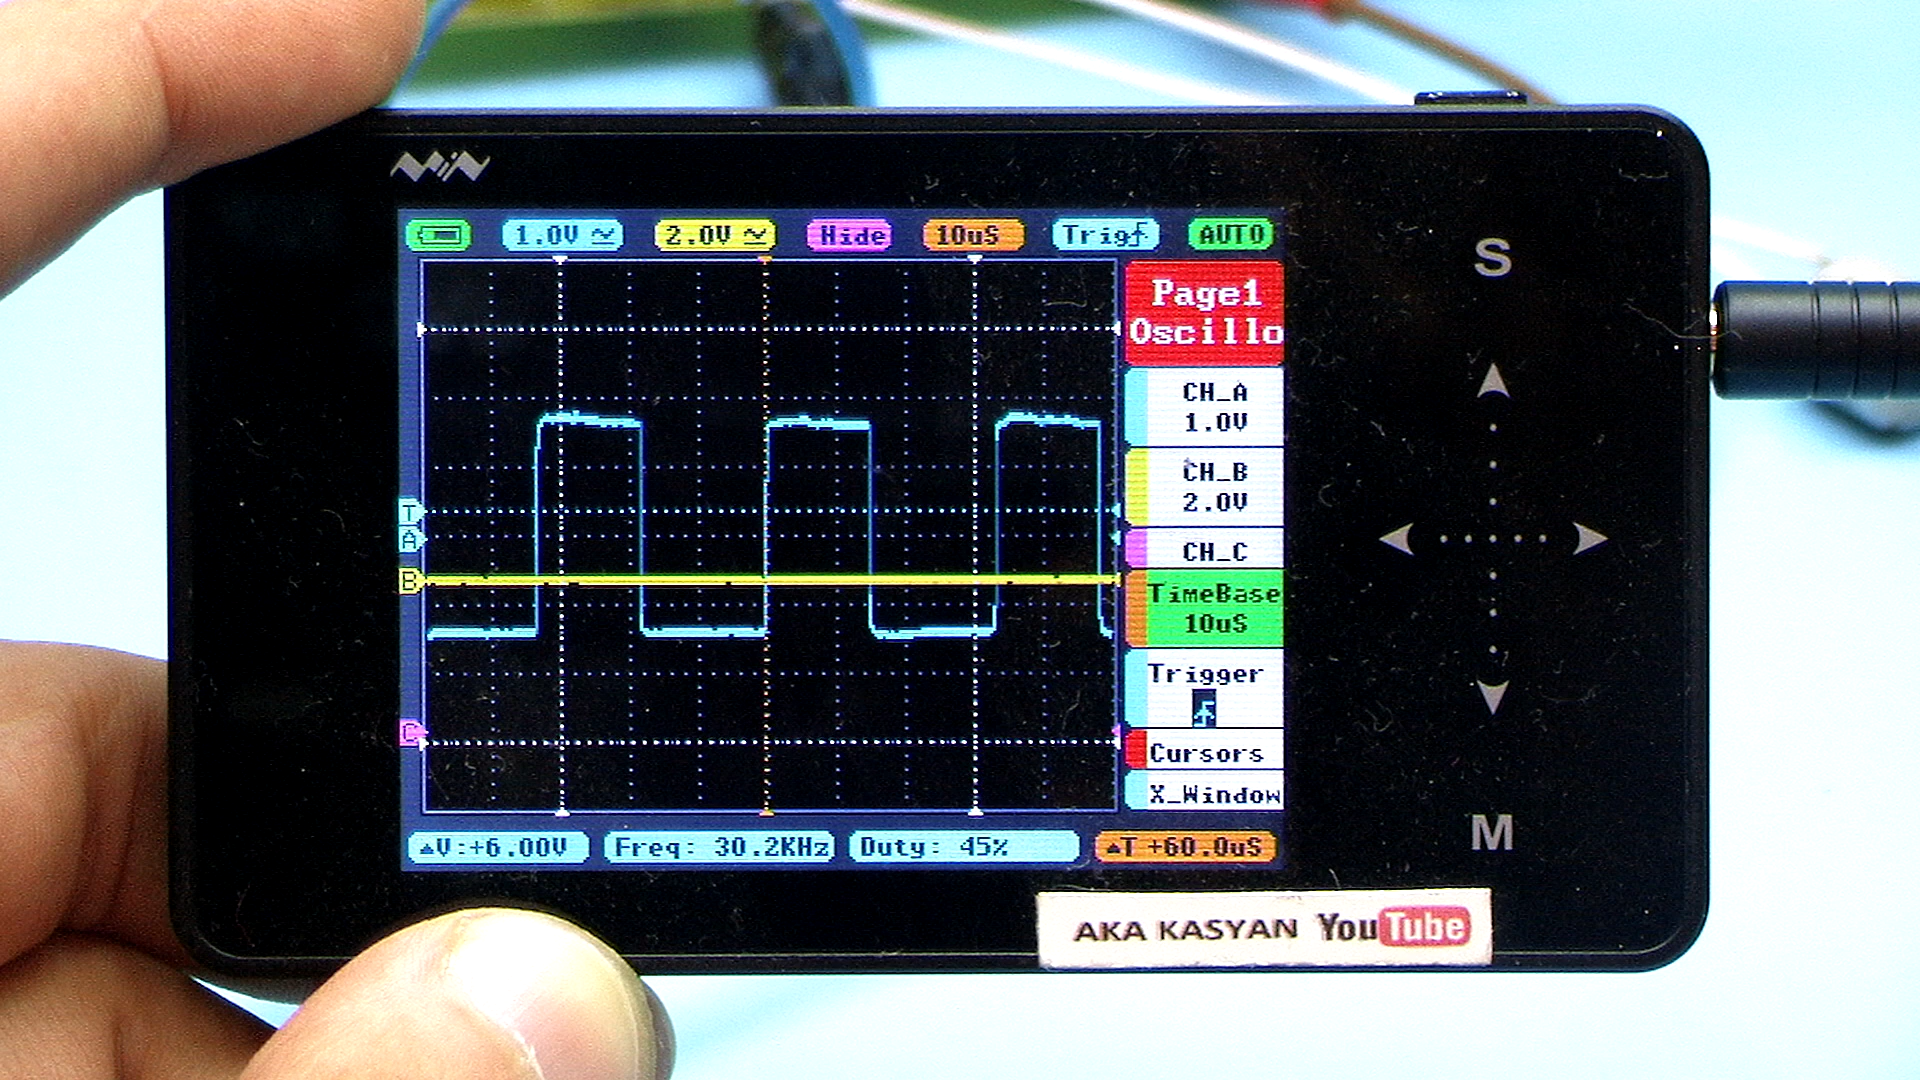 MiN
1.0V 2.0V Hide 10uS Trig AUTO
Page1
Oscillo
CH_A
1.0V
CH_B
2.0V
CH_C
TimeBase
10uS
Trigger
Cursors
X_Window
T
A
B
C
▲V:+6.00V Freq: 30.2KHz Duty: 45% ▲T +60.0uS
S
M
AKA KASYAN YouTube